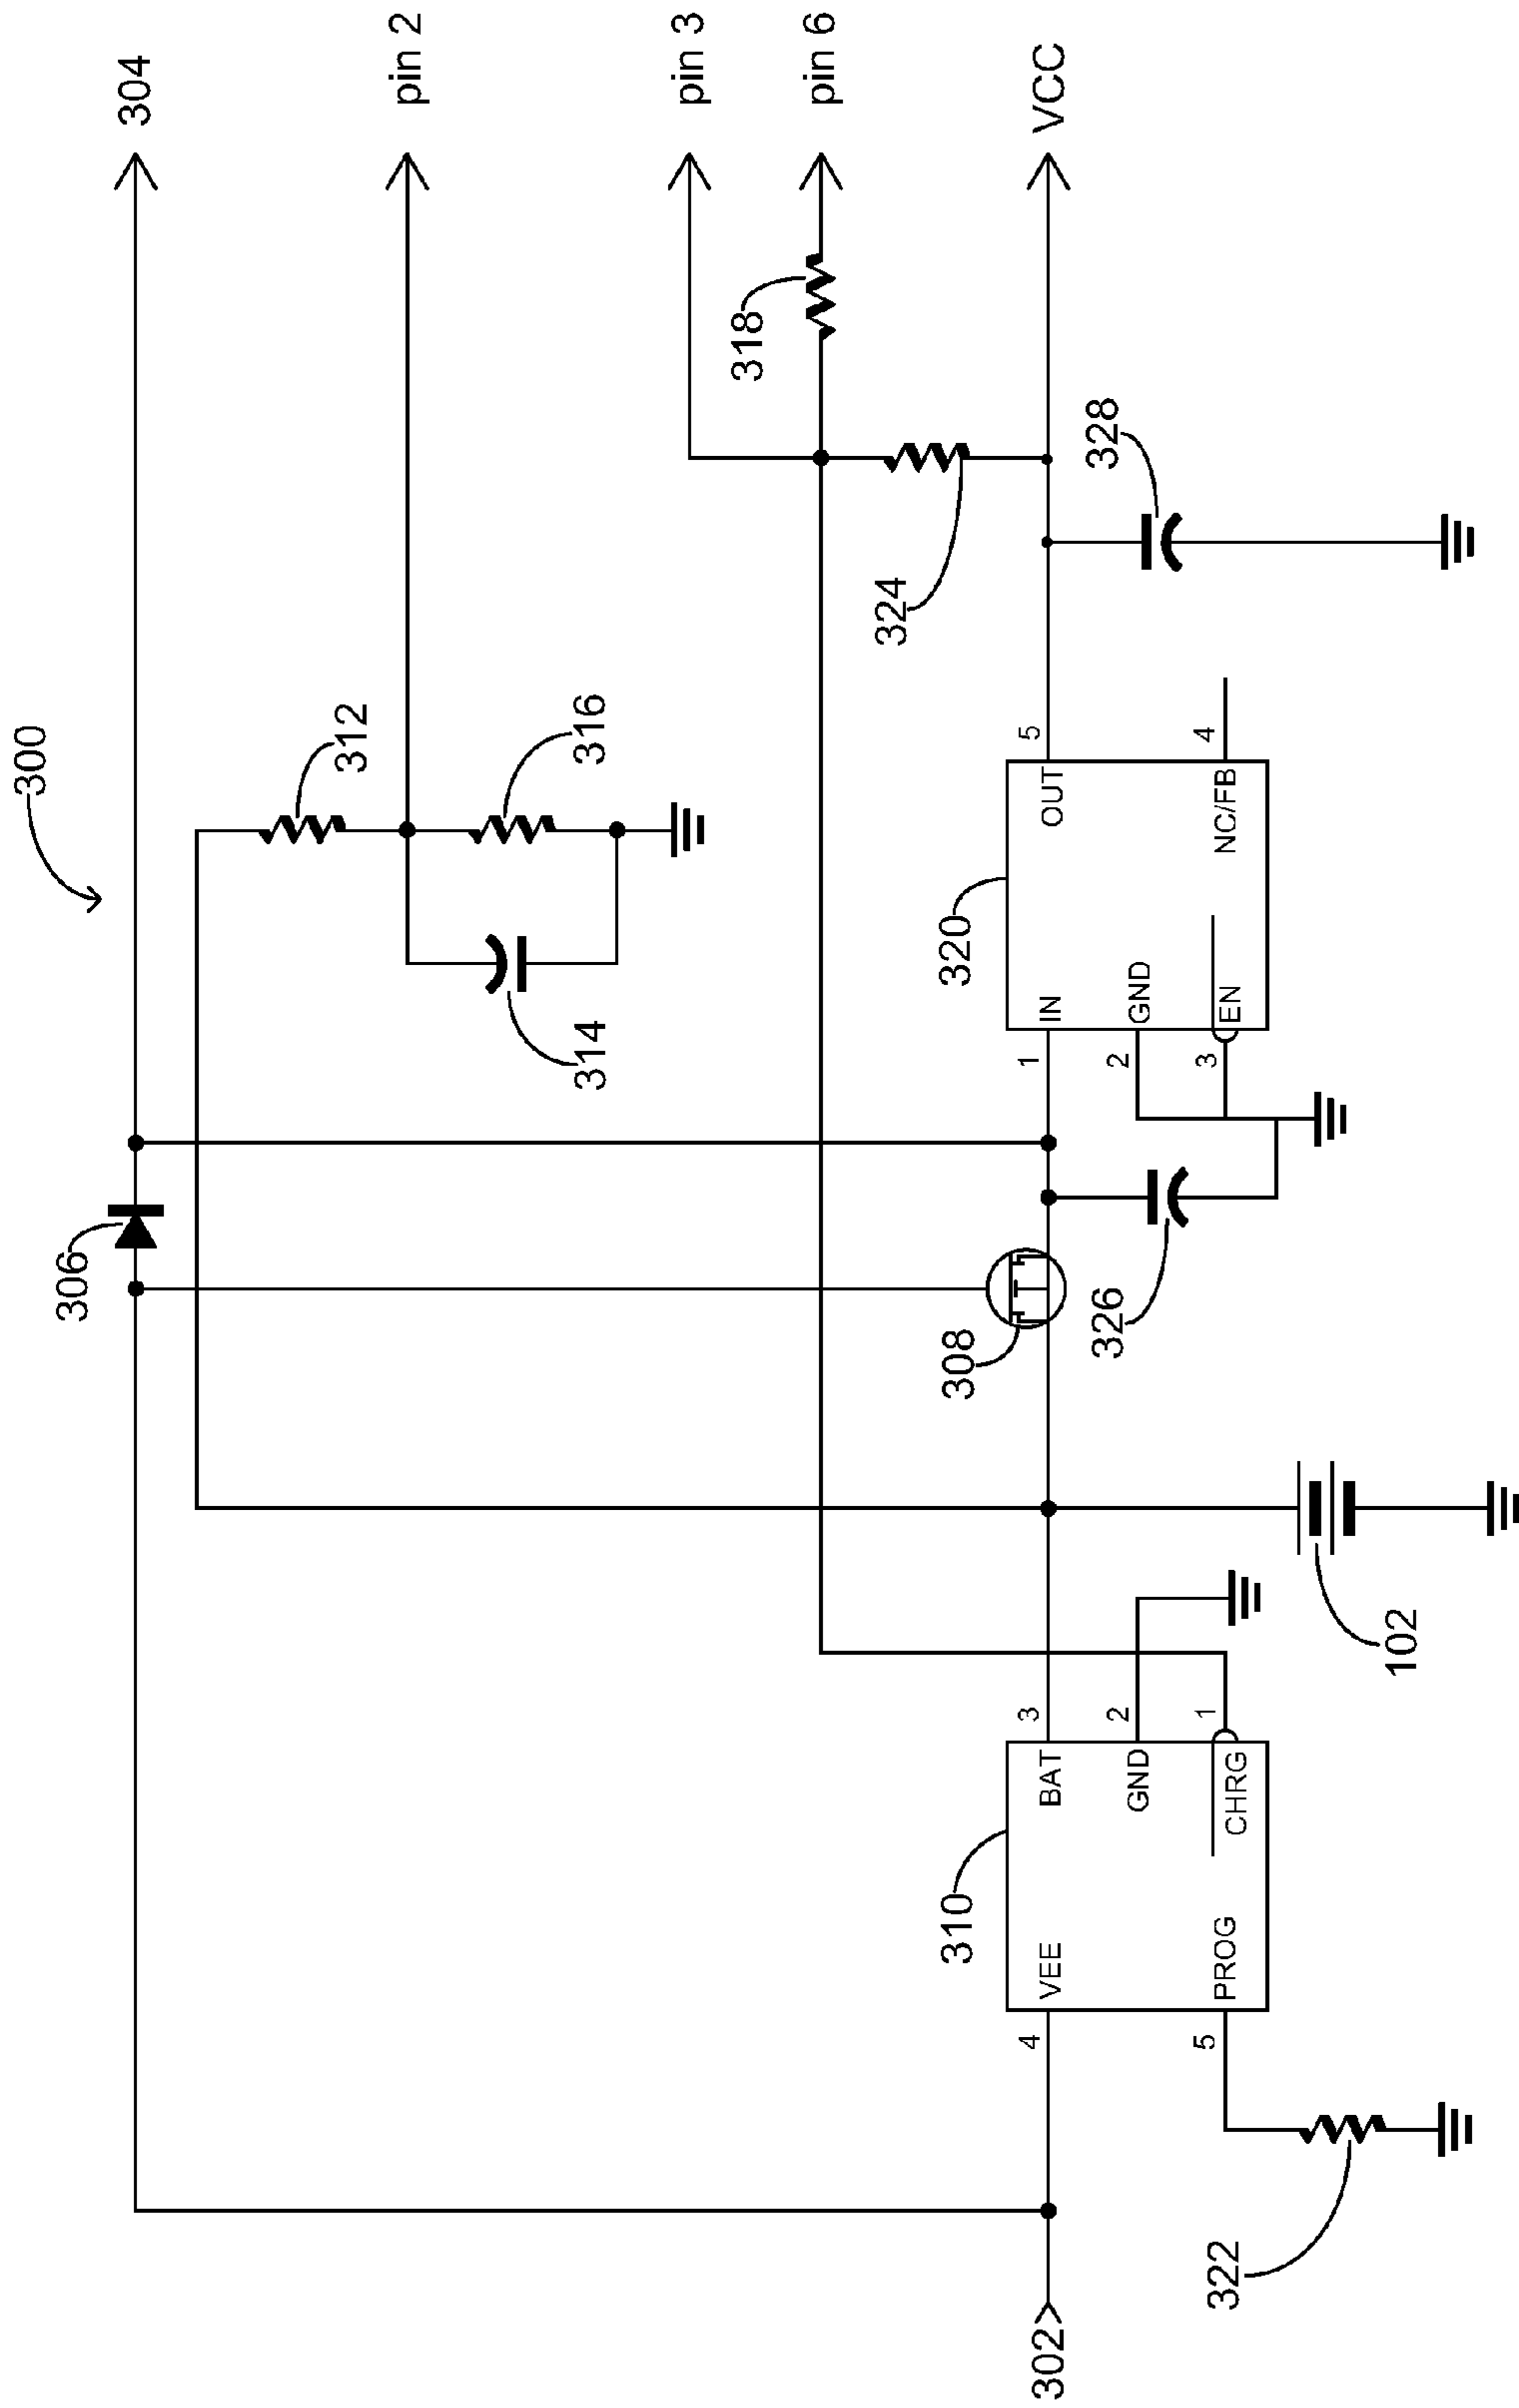 300
304
306
312
pin 2
314
316
pin 3
318
pin 6
324
308
VCC
302
310
4
VEE
BAT
3
GND
2
PROG
5
CHRG
1
322
102
326
320
1
IN
OUT
5
2
GND
3
EN
NC/FB
4
328